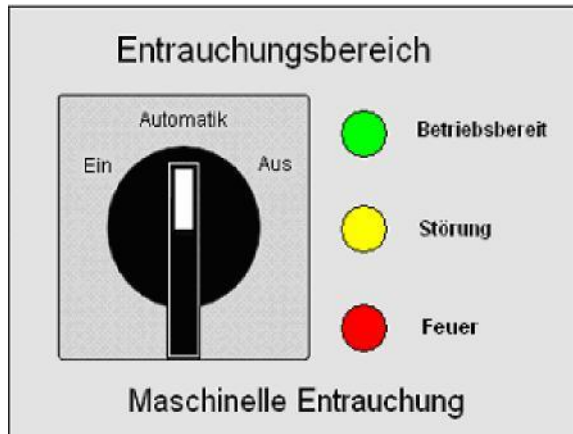 Entrauchungsbereich
Automatik
Ein
Aus
Betriebsbereit
Störung
Feuer
Maschinelle Entrauchung